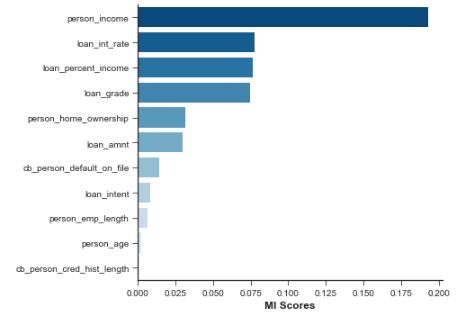 person_income
loan_int_rate
loan_percent_income
loan_grade
person_home_ownership
loan_amnt
cb_person_default_on_file
loan_intent
person_emp_length
person_age
cb_person_cred_hist_length
0.000 0.025 0.050 0.075 0.100 0.125 0.150 0.175 0.200
MI Scores